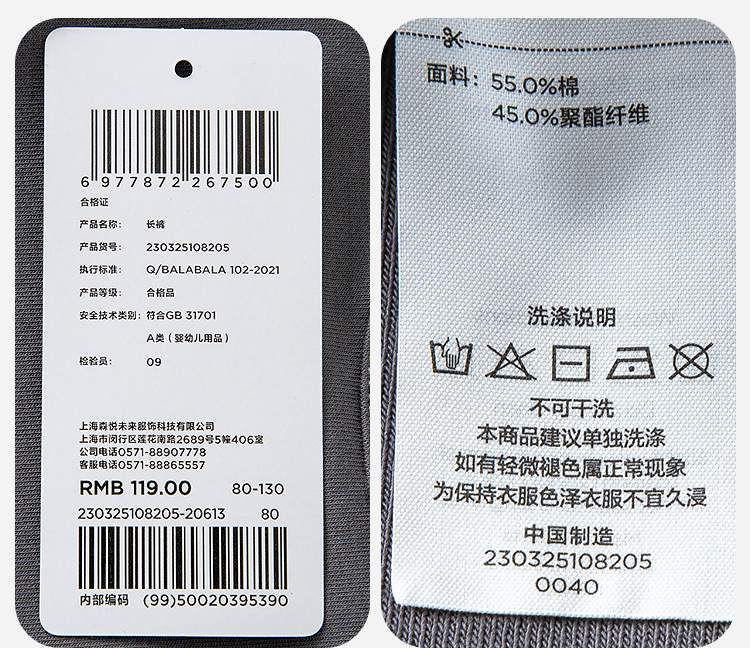 6 977872 267500
合格证
产品名称： 长裤
产品货号： 230325108205
执行标准： Q/BALABALA 102-2021
产品等级： 合格品
安全技术类别：符合GB 31701
A类（婴幼儿用品）
检验员： 09
上海森悦未来服饰科技有限公司
上海市闵行区莲花南路2689号5幢406室
公司电话0571-88907778
客服电话0571-88865557
RMB 119.00 80-130
230325108205-20613 80
内部编码 (99)50020395390
面料：55.0%棉
45.0%聚酯纤维
洗涤说明
不可干洗
本商品建议单独洗涤
如有轻微褪色属正常现象
为保持衣服色泽衣服不宜久浸
中国制造
230325108205
0040